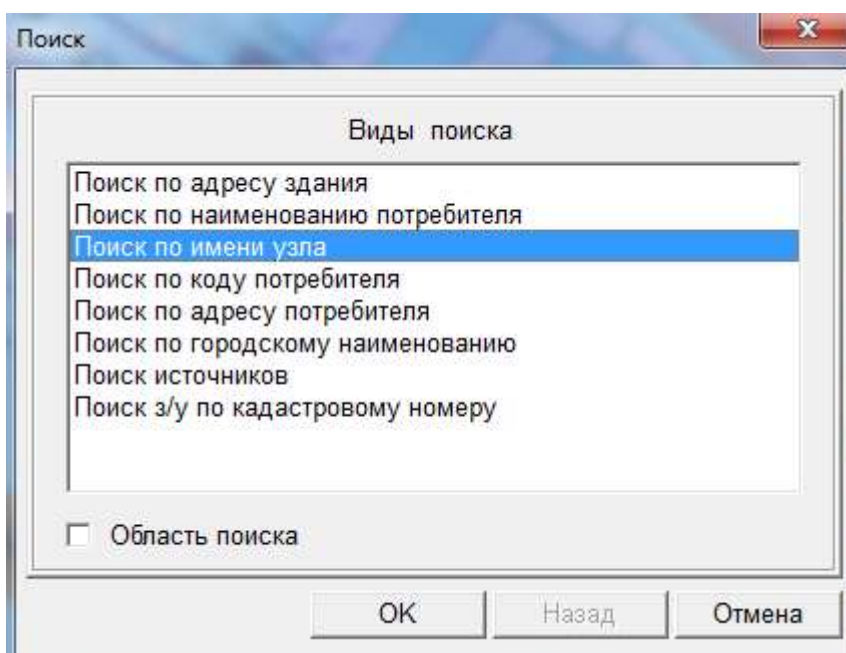 Поиск
Виды поиска
Поиск по адресу здания
Поиск по наименованию потребителя
Поиск по имени узла
Поиск по коду потребителя
Поиск по адресу потребителя
Поиск по городскому наименованию
Поиск источников
Поиск з/у по кадастровому номеру
Область поиска
OK Назад Отмена